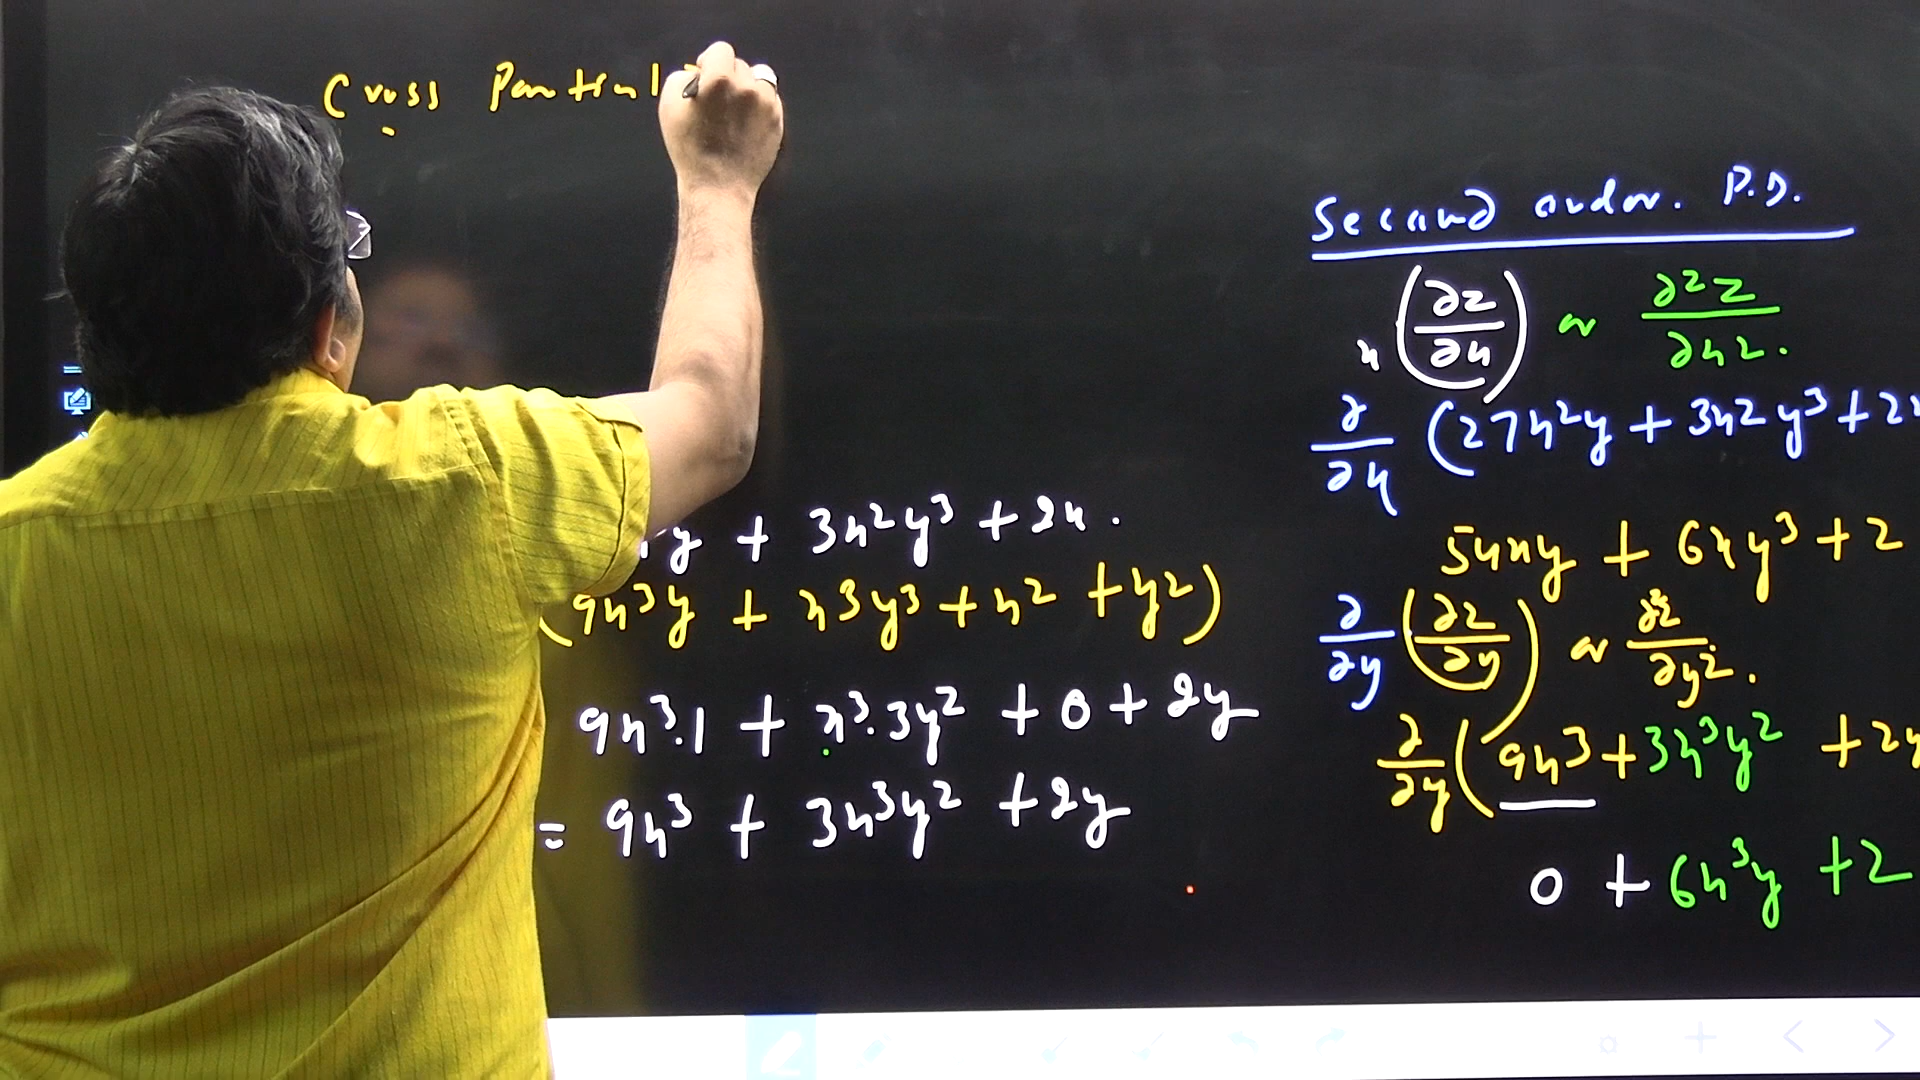 Cross Partial
y + 3x²y³ + 2x.
(9x³y + x³y³ + x² + y²)
9x³.1 + x³.3y² + 0 + 2y
= 9x³ + 3x³y² + 2y
Second order. P.D.
x (∂z/∂x) or ∂²z/∂x².
∂/∂x (27x²y + 3x²y³ + 2x
54xy + 6xy³ + 2
∂/∂y (∂z/∂y) or ∂²z/∂y².
∂/∂y (9x³ + 3x³y² + 2y
0 + 6x³y + 2